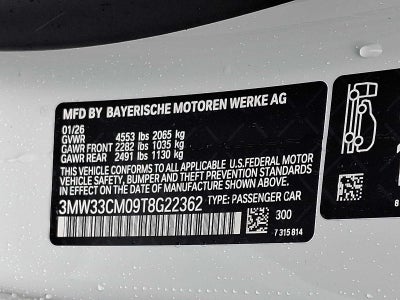 MFD BY BAYERISCHE MOTOREN WERKE AG
01/26
GVWR 4553 lbs 2065 kg
GAWR FRONT 2282 lbs 1035 kg
GAWR REAR 2491 lbs 1130 kg
THIS VEHICLE CONFORMS TO ALL APPLICABLE U.S.FEDERAL MOTOR
VEHICLE SAFETY, BUMPER, AND THEFT PREVENTION STANDARDS
IN EFFECT ON THE DATE OF MANUFACTURE SHOWN ABOVE.
3MW33CM09T8G22362 TYPE: PASSENGER CAR
300
7 315 814